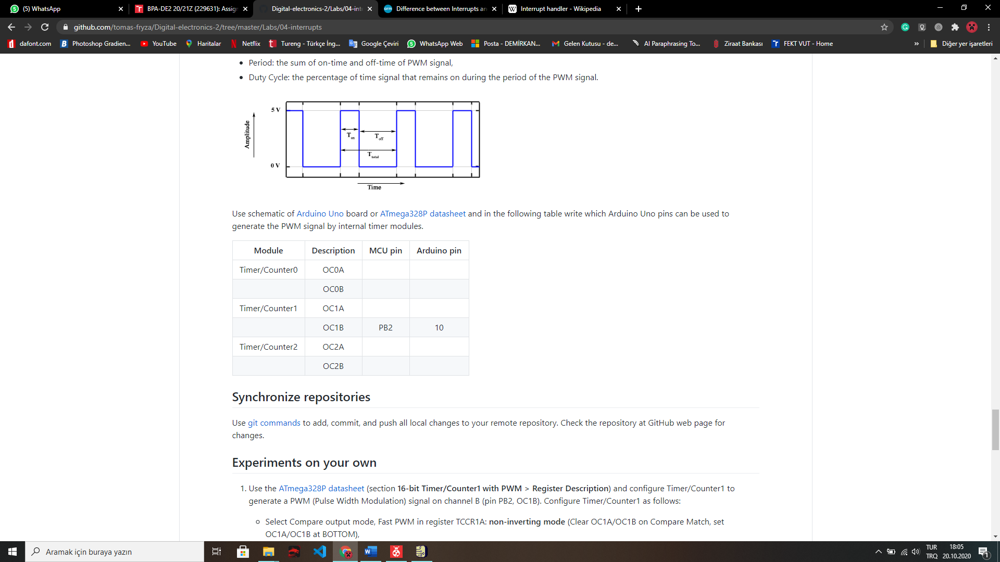 (5) WhatsApp
BPA-DE2 20/21Z (229631): Assign
Digital-electronics-2/Labs/04-inte
Difference between Interrupts an
Interrupt handler - Wikipedia
github.com/tomas-fryza/Digital-electronics-2/tree/master/Labs/04-interrupts
dafont.com
Photoshop Gradien...
YouTube
Haritalar
Netflix
Tureng - Türkçe İng...
Google Çeviri
WhatsApp Web
Posta - DEMİRKAN...
Gelen Kutusu - de...
AI Paraphrasing To...
Ziraat Bankası
FEKT VUT - Home
»
Diğer yer işaretleri
• Period: the sum of on-time and off-time of PWM signal,
• Duty Cycle: the percentage of time signal that remains on during the period of the PWM signal.
5 V
Amplitude
T on
T off
T total
0 V
Time
Use schematic of Arduino Uno board or ATmega328P datasheet and in the following table write which Arduino Uno pins can be used to
generate the PWM signal by internal timer modules.
Module Description MCU pin Arduino pin
Timer/Counter0 OC0A
OC0B
Timer/Counter1 OC1A
OC1B PB2 10
Timer/Counter2 OC2A
OC2B
Synchronize repositories
Use git commands to add, commit, and push all local changes to your remote repository. Check the repository at GitHub web page for
changes.
Experiments on your own
1. Use the ATmega328P datasheet (section 16-bit Timer/Counter1 with PWM > Register Description) and configure Timer/Counter1 to
generate a PWM (Pulse Width Modulation) signal on channel B (pin PB2, OC1B). Configure Timer/Counter1 as follows:
○ Select Compare output mode, Fast PWM in register TCCR1A: non-inverting mode (Clear OC1A/OC1B on Compare Match, set
OC1A/OC1B at BOTTOM),
Aramak için buraya yazın
TUR
TRQ
18:05
20.10.2020
1